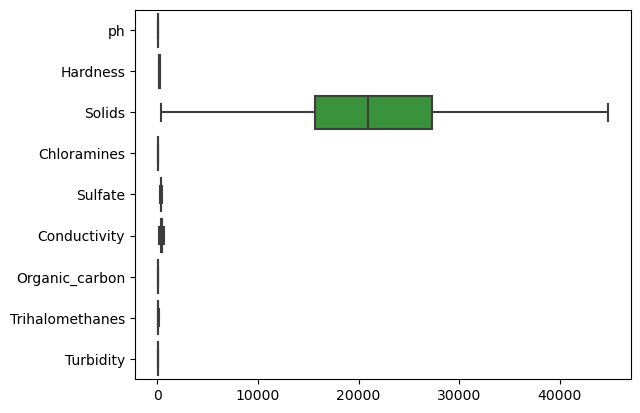 ph
Hardness
Solids
Chloramines
Sulfate
Conductivity
Organic_carbon
Trihalomethanes
Turbidity
0 10000 20000 30000 40000